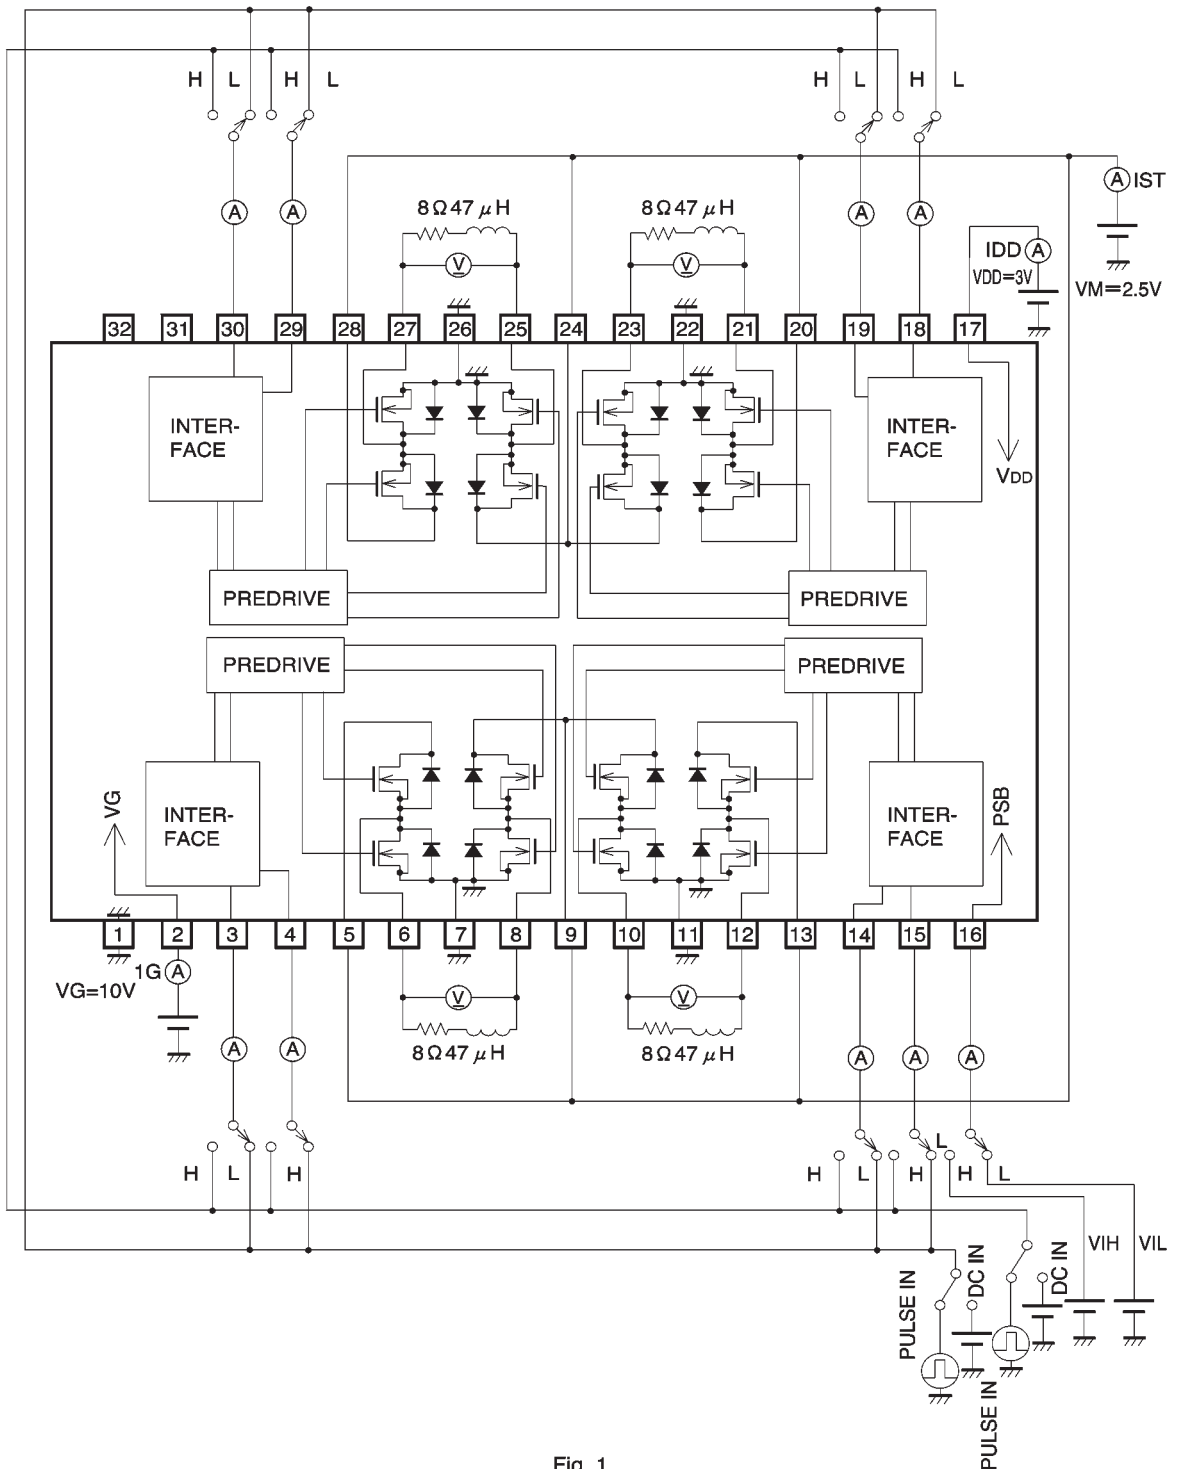 H L H L
H L H L
A A A A
A IST
8Ω47μH
8Ω47μH
IDD A
VDD=3V
VM=2.5V
V V
32 31 30 29 28 27 26 25 24 23 22 21 20 19 18 17
INTER-
FACE
INTER-
FACE
VDD
PREDRIVE
PREDRIVE
PREDRIVE
PREDRIVE
VG
INTER-
FACE
INTER-
FACE
PSB
1 2 3 4 5 6 7 8 9 10 11 12 13 14 15 16
1G A
VG=10V
V V
8Ω47μH
8Ω47μH
A A A A A
H L H
H L H L H L
VIH VIL
PULSE IN
DC IN
DC IN
PULSE IN
Fig. 1